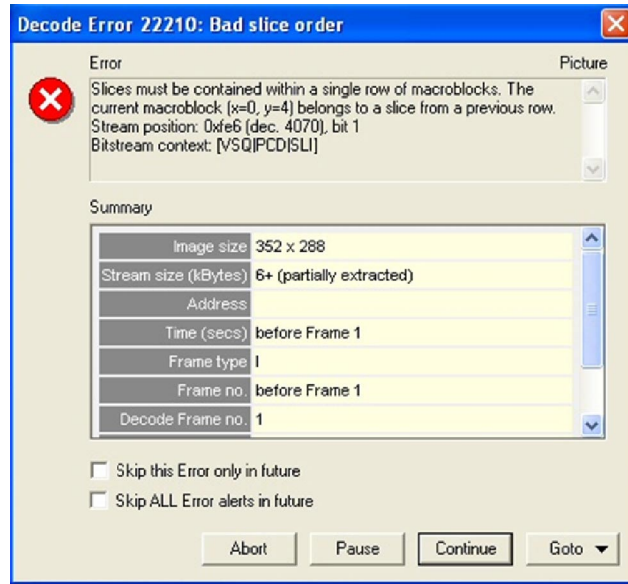 Decode Error 22210: Bad slice order
Error Picture
Slices must be contained within a single row of macroblocks. The
current macroblock (x=0, y=4) belongs to a slice from a previous row.
Stream position: 0xfe6 (dec. 4070), bit 1
Bitstream context: [VSQ|PCD|SLI]
Summary
Image size 352 x 288
Stream size (kBytes) 6+ (partially extracted)
Address
Time (secs) before Frame 1
Frame type I
Frame no. before Frame 1
Decode Frame no. 1
Skip this Error only in future
Skip ALL Error alerts in future
Abort Pause Continue Goto